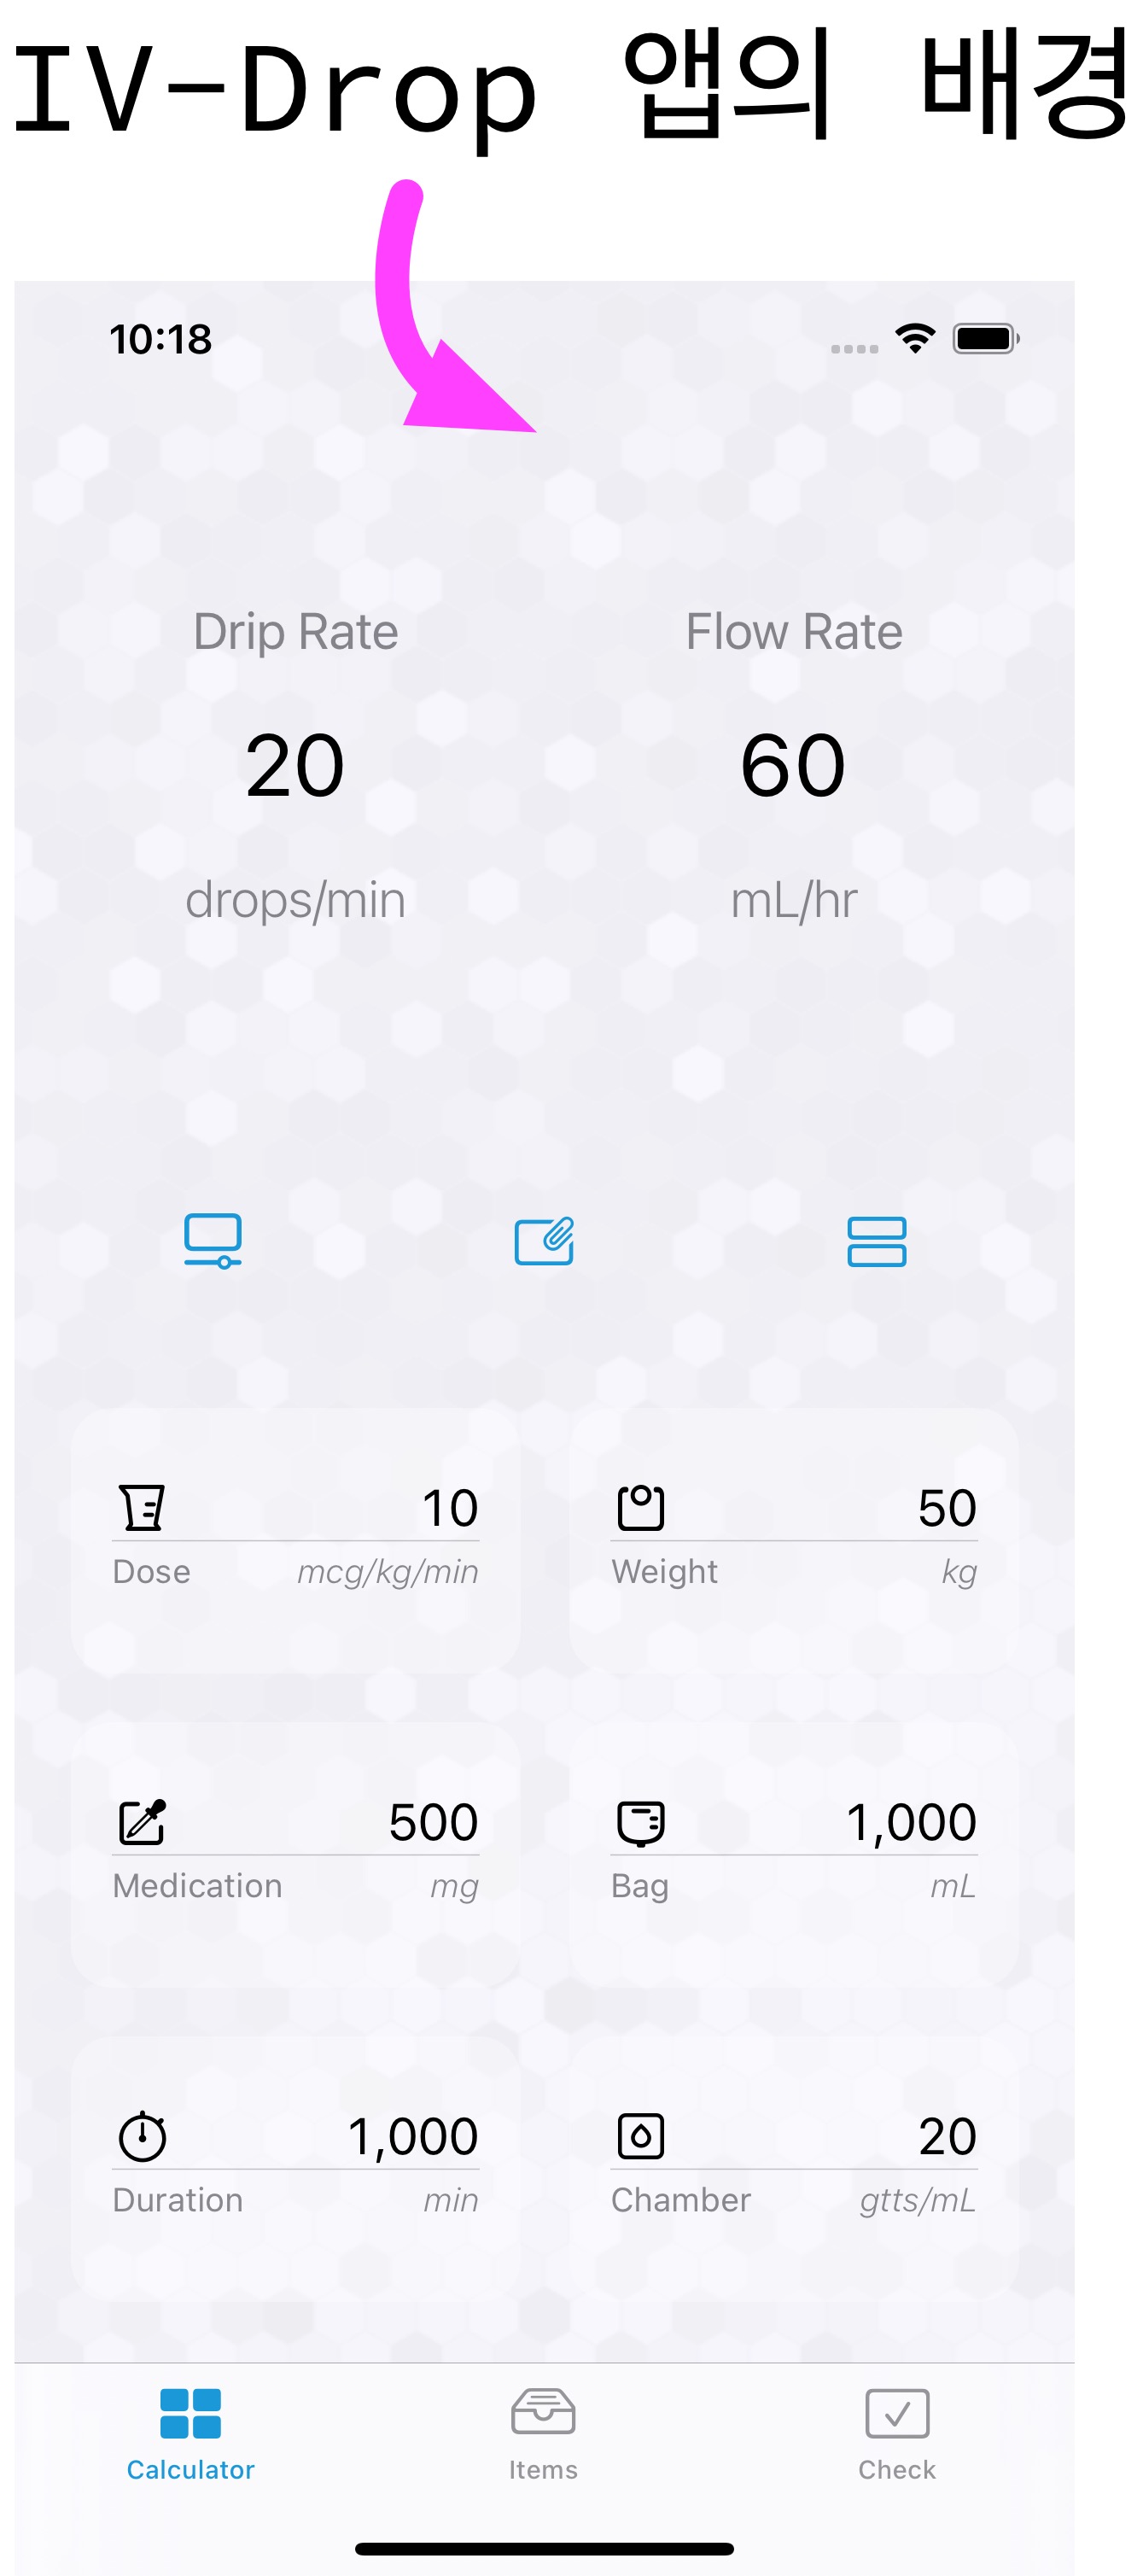 IV-Drop 앱의 배경
10:18
Drip Rate Flow Rate
20 60
drops/min mL/hr
10 50
Dose mcg/kg/min Weight kg
500 1,000
Medication mg Bag mL
1,000 20
Duration min Chamber gtts/mL
Calculator Items Check